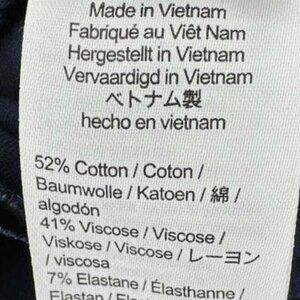 Made in Vietnam
Fabriqué au Viêt Nam
Hergestellt in Vietnam
Vervaardigd in Vietnam
ベトナム製
hecho en vietnam
52% Cotton / Coton /
Baumwolle / Katoen / 綿 /
algodón
41% Viscose / Viscose /
Viskose / Viscose / レーヨン
/ viscosa
7% Elastane / Élasthanne /
Elastan /